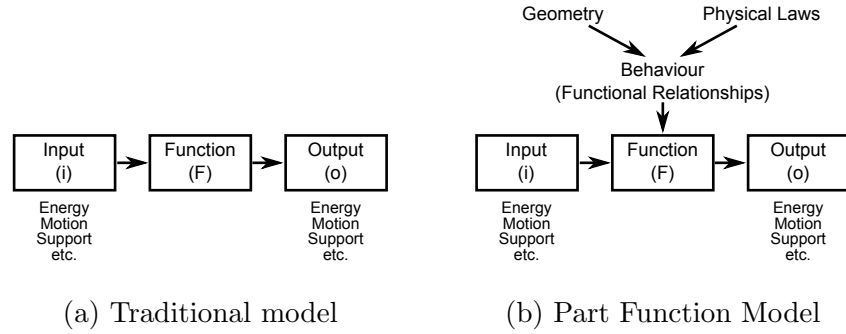 Geometry
Physical Laws
Behaviour
(Functional Relationships)
Input
(i)
Function
(F)
Output
(o)
Energy
Motion
Support
etc.
Energy
Motion
Support
etc.
Input
(i)
Function
(F)
Output
(o)
Energy
Motion
Support
etc.
Energy
Motion
Support
etc.
(a) Traditional model
(b) Part Function Model